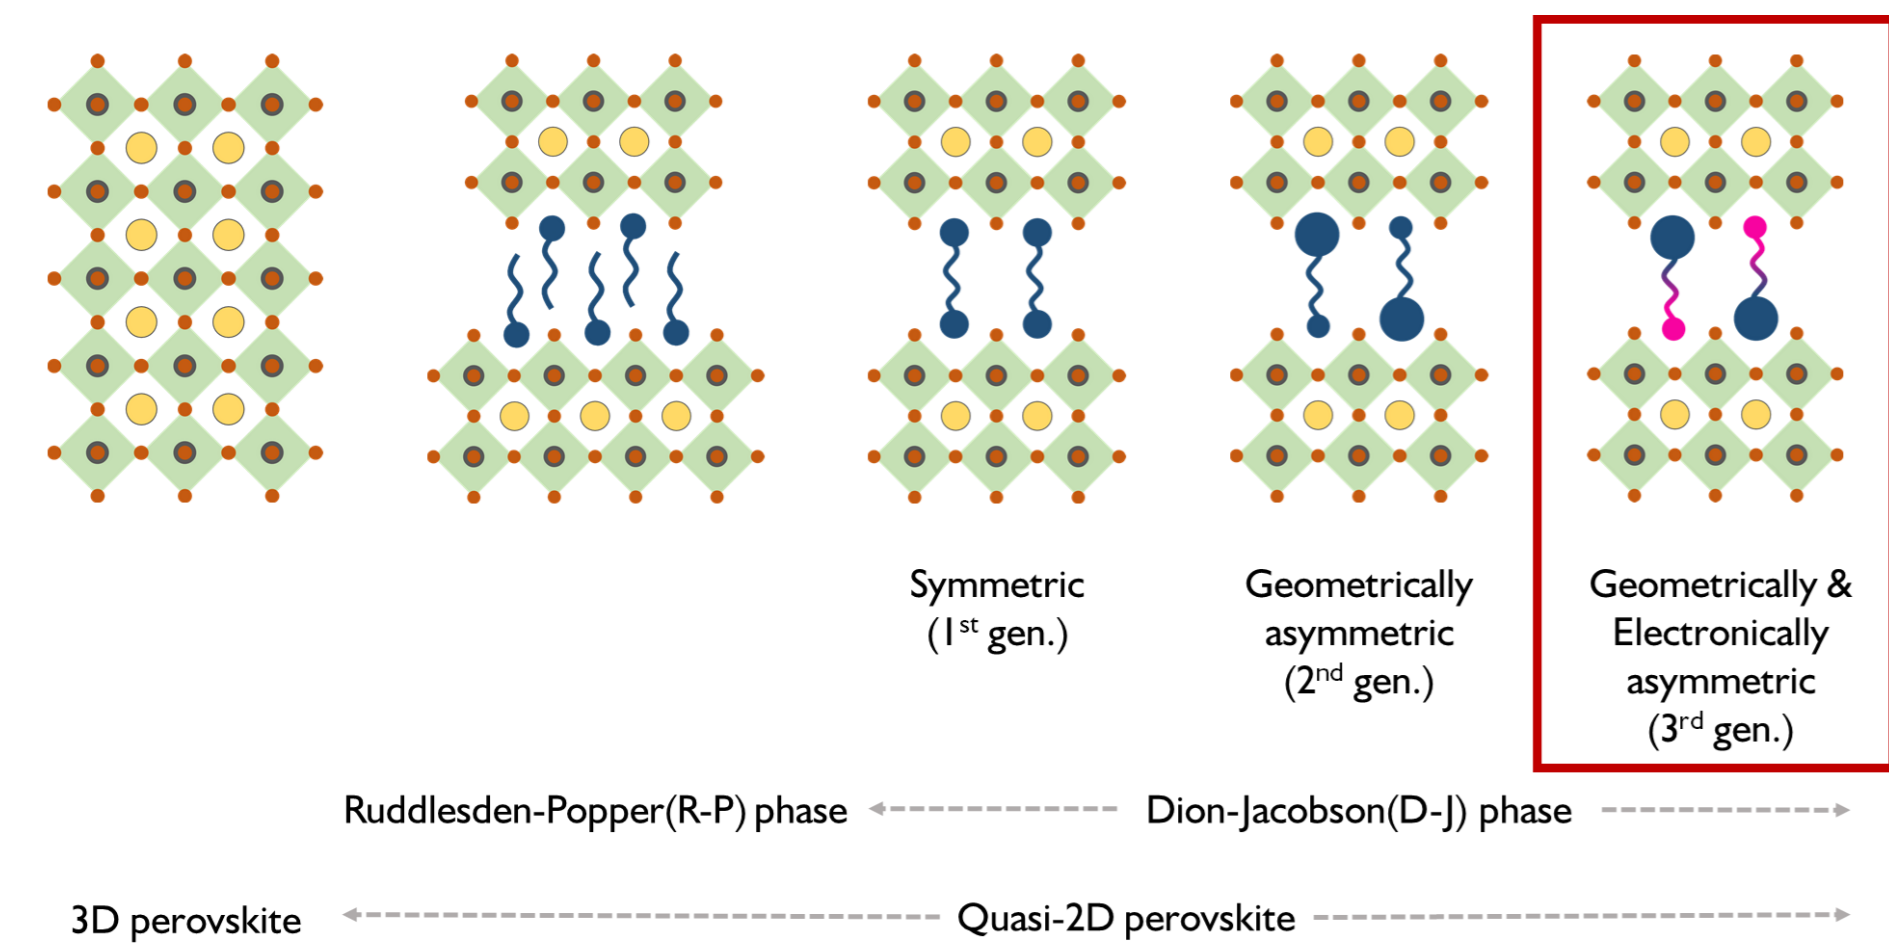 Symmetric
(1st gen.)
Geometrically
asymmetric
(2nd gen.)
Geometrically &
Electronically
asymmetric
(3rd gen.)
Ruddlesden-Popper(R-P) phase
Dion-Jacobson(D-J) phase
3D perovskite
Quasi-2D perovskite